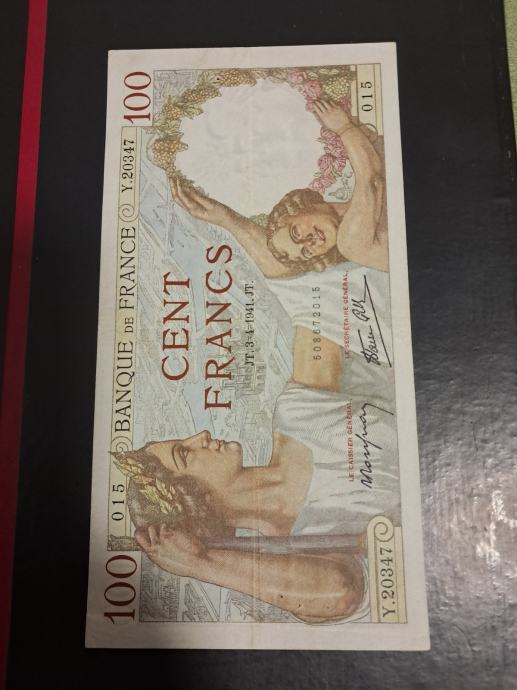 100
015
BANQUE DE FRANCE
Y.20347
100
CENT
FRANCS
JT. 3-4-1941. JT.
508672015
LE CAISSIER GÉNÉRAL,
LE SECRÉTAIRE GÉNÉRAL,
Y.20347
015